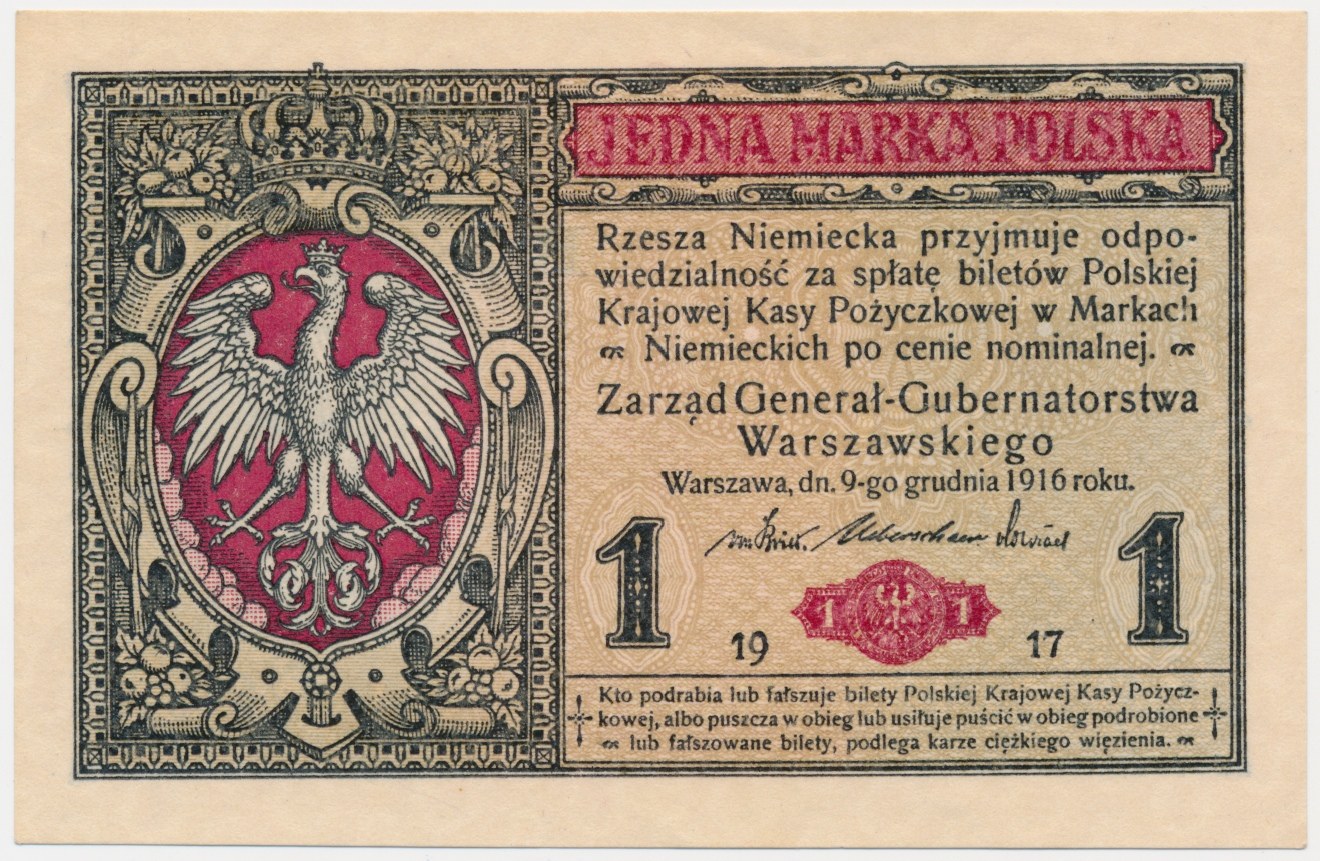 JEDNA MARKA POLSKA
Rzesza Niemiecka przyjmuje odpo-
wiedzialność za spłatę biletów Polskiej
Krajowej Kasy Pożyczkowej w Markach
Niemieckich po cenie nominalnej.
Zarząd Generał-Gubernatorstwa
Warszawskiego
Warszawa, dn. 9-go grudnia 1916 roku.
1 1 1 1
19 17
Kto podrabia lub fałszuje bilety Polskiej Krajowej Kasy Pożycz-
kowej, albo puszcza w obieg lub usiłuje puścić w obieg podrobione
lub fałszowane bilety, podlega karze ciężkiego więzienia.